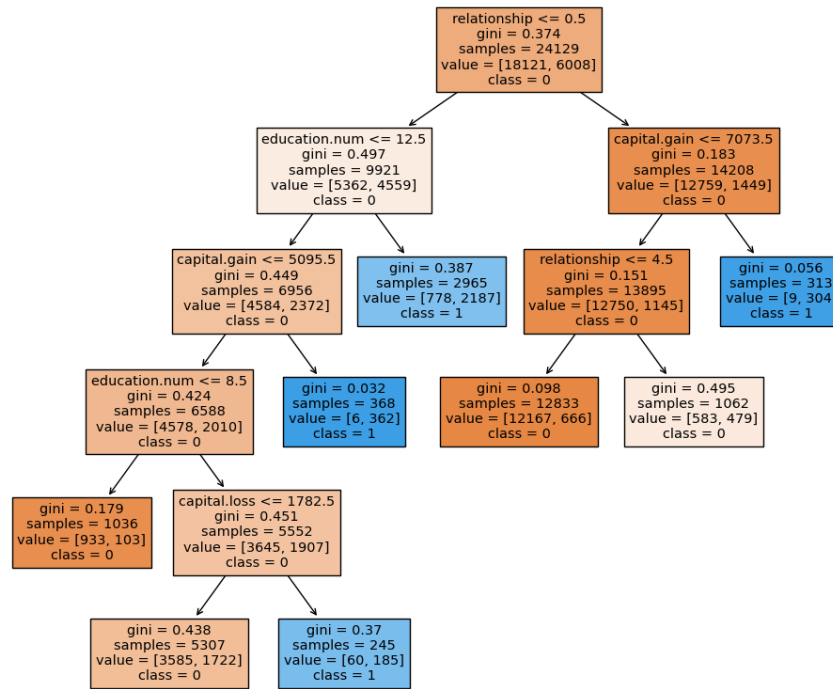 relationship <= 0.5
gini = 0.374
samples = 24129
value = [18121, 6008]
class = 0
education.num <= 12.5
gini = 0.497
samples = 9921
value = [5362, 4559]
class = 0
capital.gain <= 7073.5
gini = 0.183
samples = 14208
value = [12759, 1449]
class = 0
capital.gain <= 5095.5
gini = 0.449
samples = 6956
value = [4584, 2372]
class = 0
gini = 0.387
samples = 2965
value = [778, 2187]
class = 1
relationship <= 4.5
gini = 0.151
samples = 13895
value = [12750, 1145]
class = 0
gini = 0.056
samples = 313
value = [9, 304]
class = 1
education.num <= 8.5
gini = 0.424
samples = 6588
value = [4578, 2010]
class = 0
gini = 0.032
samples = 368
value = [6, 362]
class = 1
gini = 0.098
samples = 12833
value = [12167, 666]
class = 0
gini = 0.495
samples = 1062
value = [583, 479]
class = 0
gini = 0.179
samples = 1036
value = [933, 103]
class = 0
capital.loss <= 1782.5
gini = 0.451
samples = 5552
value = [3645, 1907]
class = 0
gini = 0.438
samples = 5307
value = [3585, 1722]
class = 0
gini = 0.37
samples = 245
value = [60, 185]
class = 1